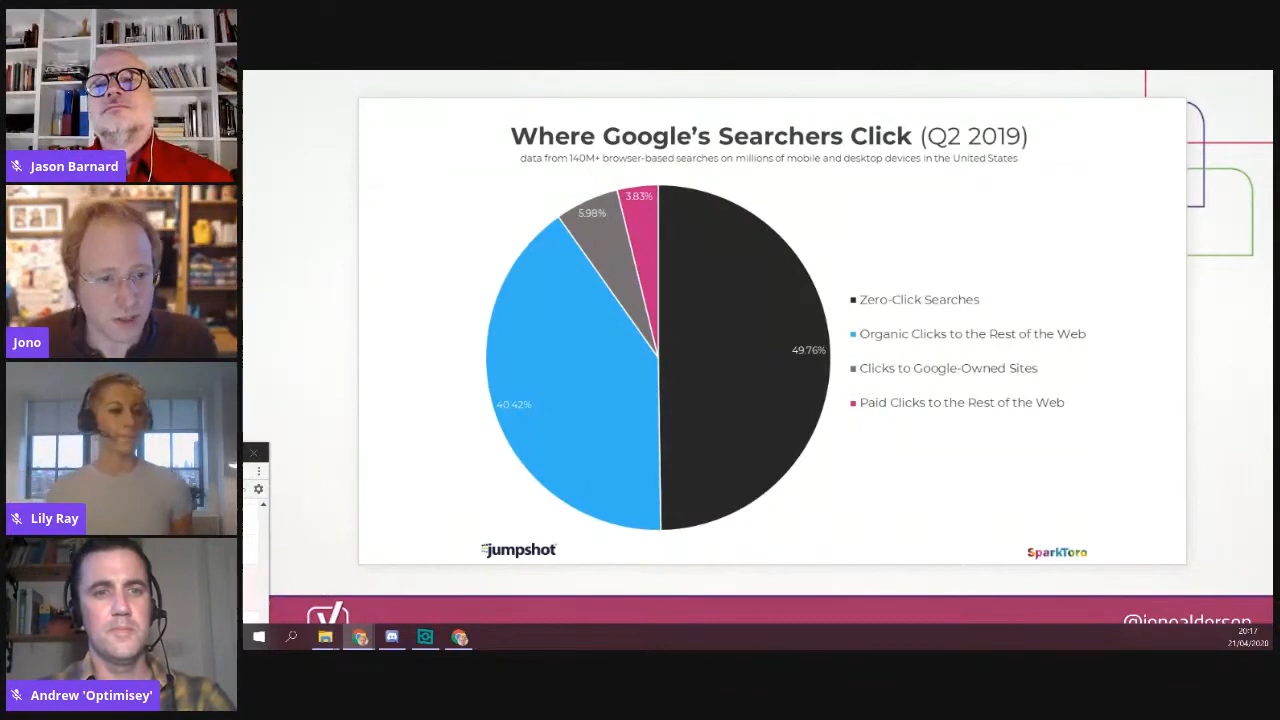 Jason Barnard
Jono
Lily Ray
Andrew 'Optimisey'
Where Google's Searchers Click (Q2 2019)
data from 140M+ browser-based searches on millions of mobile and desktop devices in the United States
3.83%
5.98%
49.76%
40.42%
Zero-Click Searches
Organic Clicks to the Rest of the Web
Clicks to Google-Owned Sites
Paid Clicks to the Rest of the Web
jumpshot
SparkToro
@jonoalderson
20:17
21/04/2020